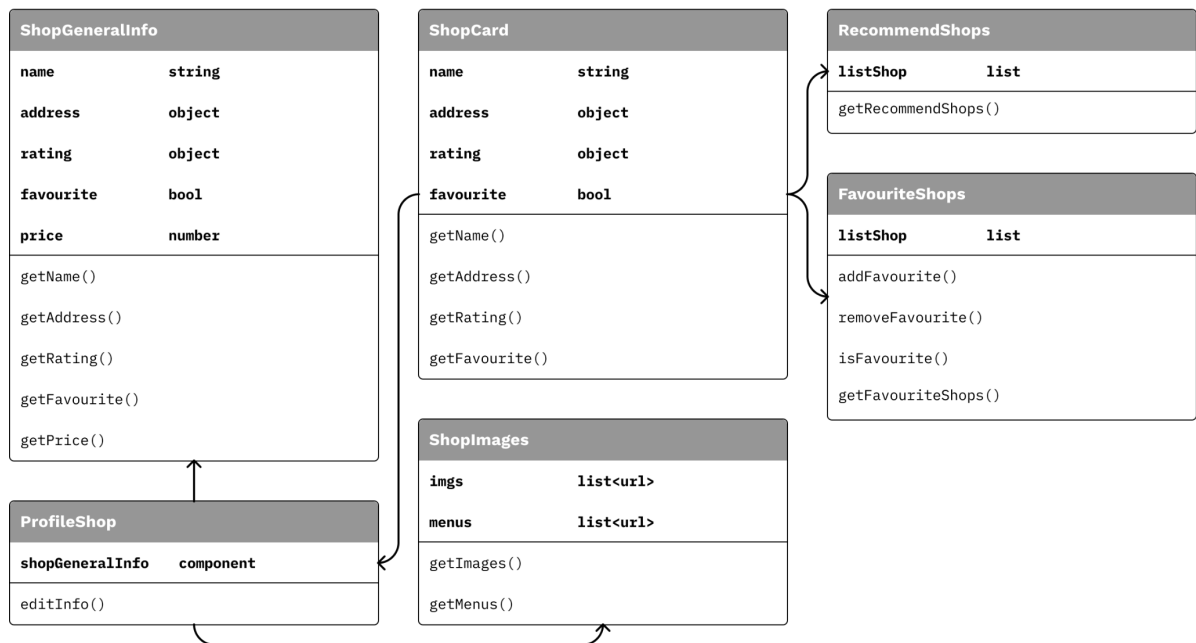 ShopGeneralInfo
name string
address object
rating object
favourite bool
price number
getName()
getAddress()
getRating()
getFavourite()
getPrice()
ProfileShop
shopGeneralInfo component
editInfo()
ShopCard
name string
address object
rating object
favourite bool
getName()
getAddress()
getRating()
getFavourite()
ShopImages
imgs list<url>
menus list<url>
getImages()
getMenus()
RecommendShops
listShop list
getRecommendShops()
FavouriteShops
listShop list
addFavourite()
removeFavourite()
isFavourite()
getFavouriteShops()